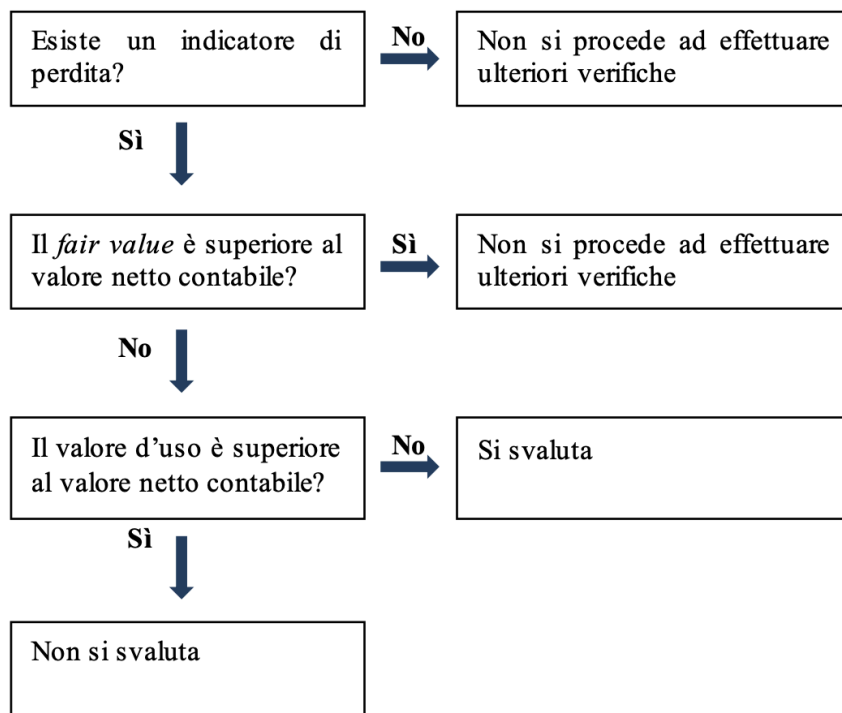 Esiste un indicatore di
perdita?
No
Non si procede ad effettuare
ulteriori verifiche
Sì
Il fair value è superiore al
valore netto contabile?
Sì
Non si procede ad effettuare
ulteriori verifiche
No
Il valore d'uso è superiore
al valore netto contabile?
No
Si svaluta
Sì
Non si svaluta